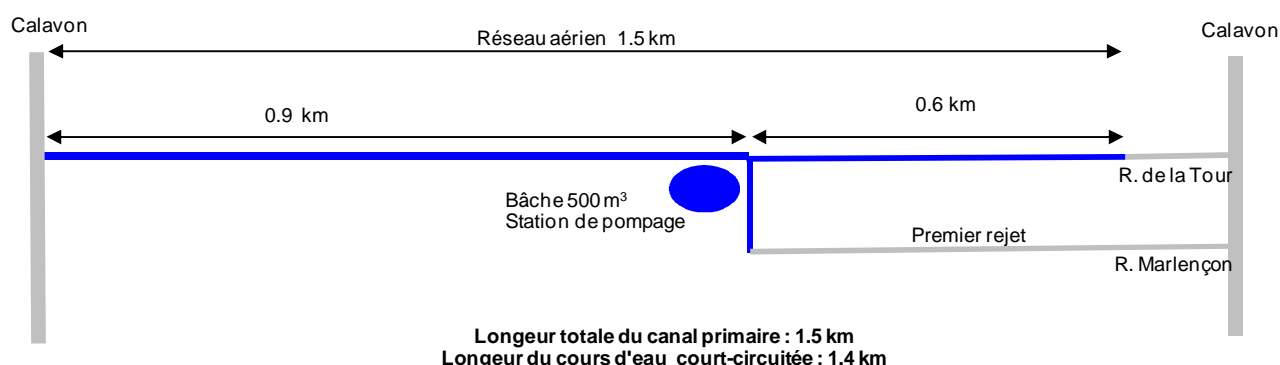 Calavon
Calavon
Réseau aérien 1.5 km
0.9 km
0.6 km
R. de la Tour
Bâche 500 m³
Station de pompage
Premier rejet
R. Marlençon
Longeur totale du canal primaire : 1.5 km
Longeur du cours d'eau court-circuitée : 1.4 km